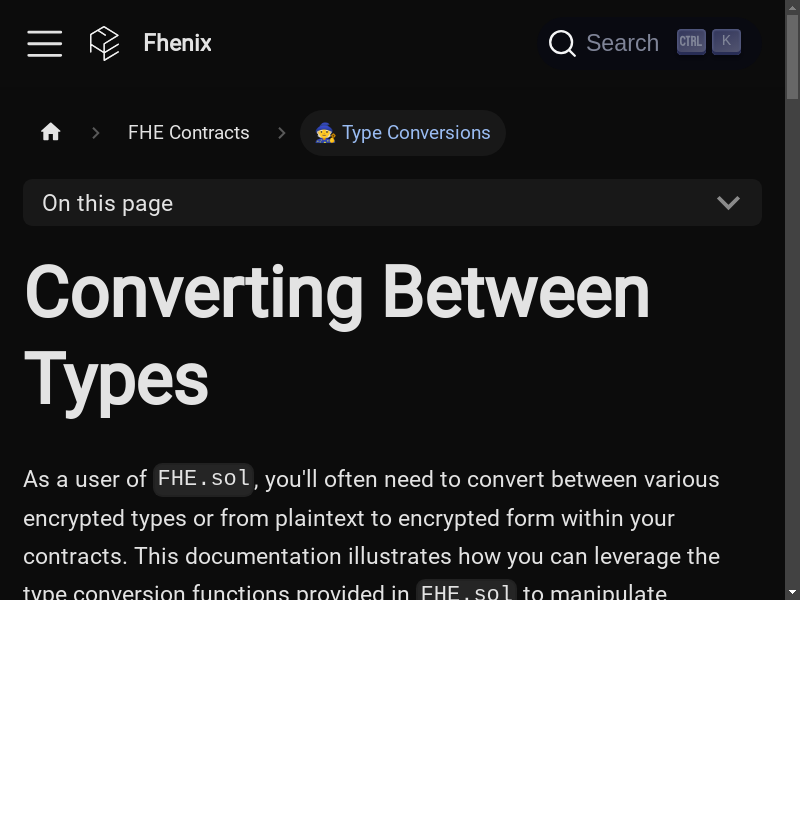 Fhenix
Search CTRL K
FHE Contracts
🧙 Type Conversions
On this page
Converting Between
Types
As a user of FHE.sol, you'll often need to convert between various
encrypted types or from plaintext to encrypted form within your
contracts. This documentation illustrates how you can leverage the
type conversion functions provided in FHE.sol to manipulate